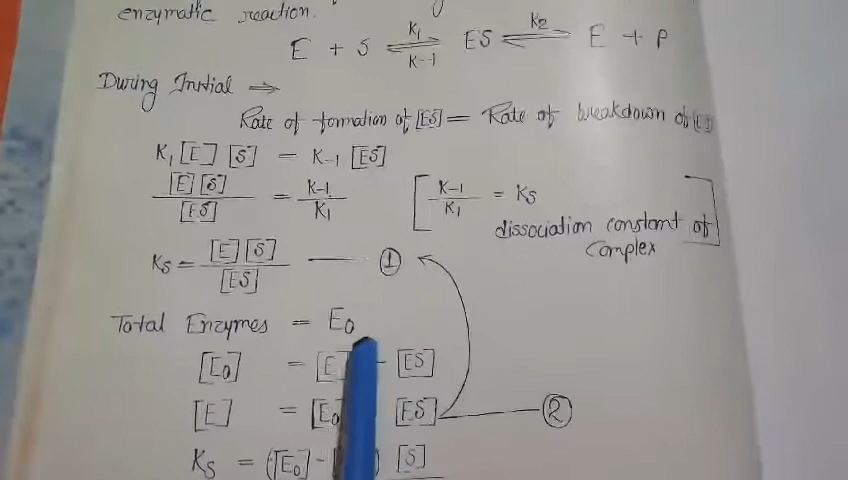 enzymatic reaction.
E + S ⇌ ES ⇌ E + P
K1 K2
K-1
During Initial ⇒
Rate of formation of [ES] = Rate of breakdown of [ES]
K1 [E] [S] = K-1 [ES]
[E] [S] / [ES] = K-1 / K1 [ K-1 / K1 = KS
dissociation constant of
Complex ]
KS = [E] [S] / [ES] —— ①
Total Enzymes = E0
[E0] = [E] [ES]
[E] = [E0] [ES] —— ②
KS = ([E0] - ) [S]